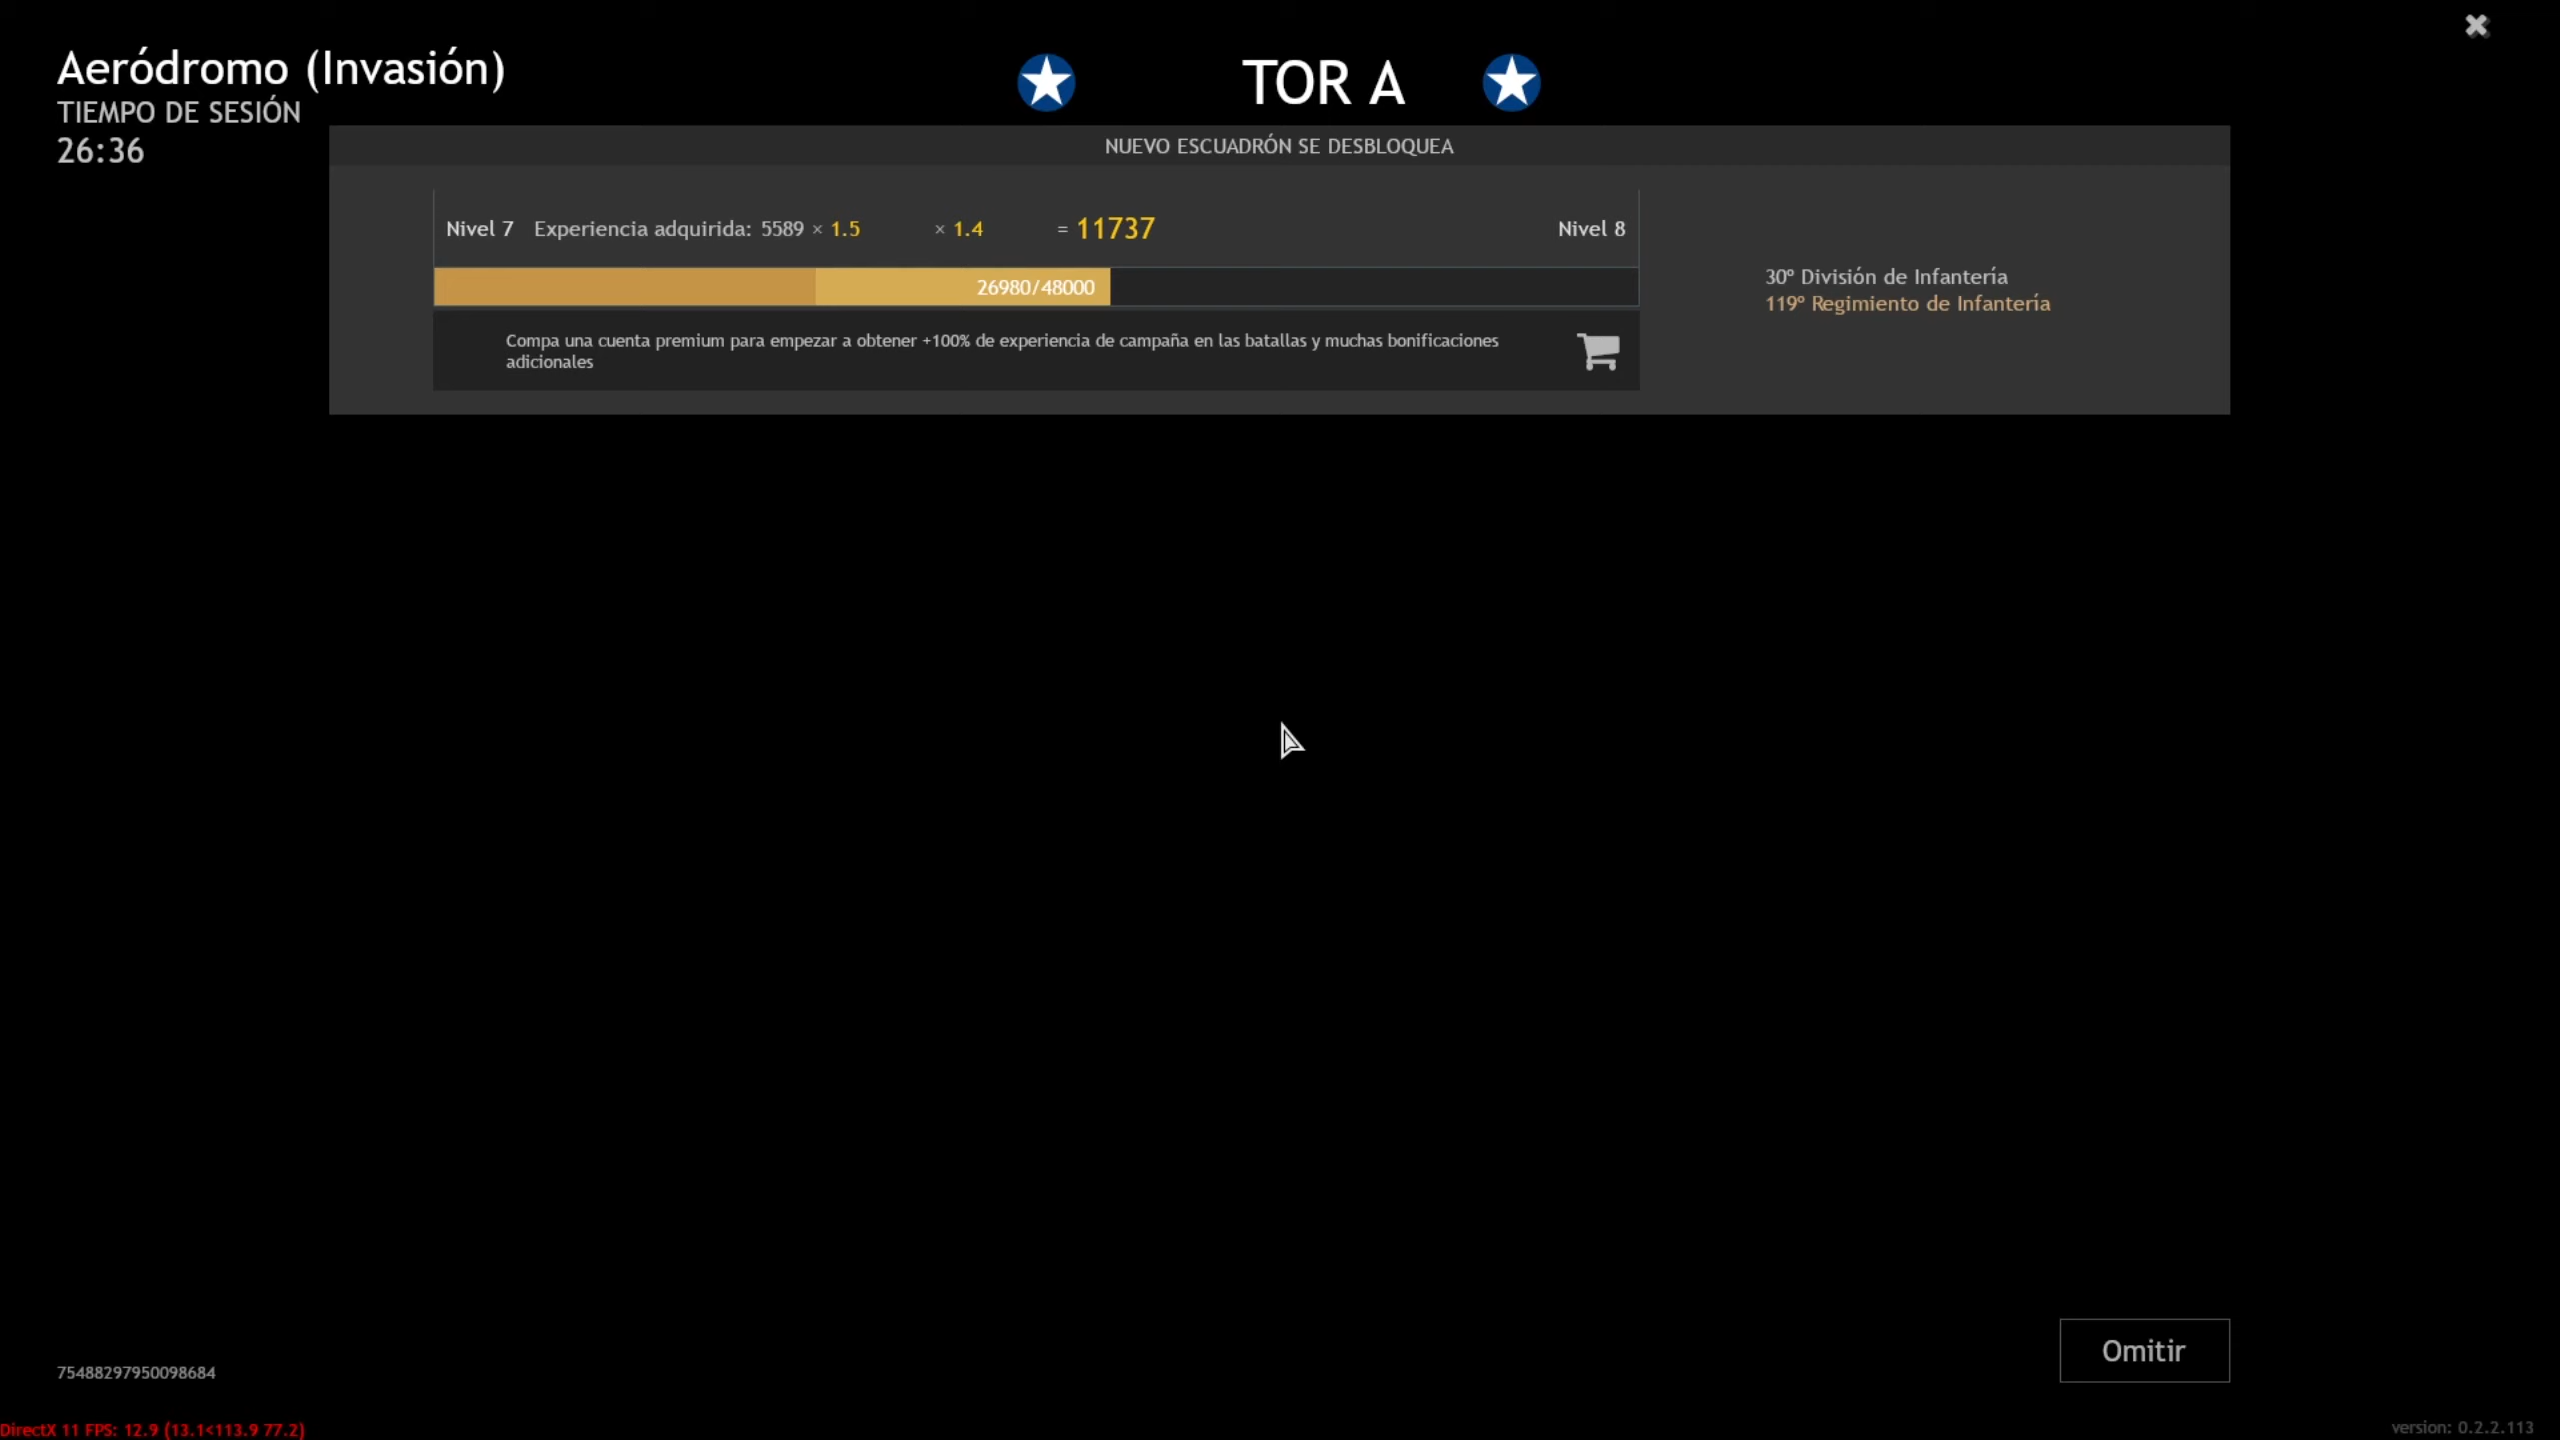 Aeródromo (Invasión)
TIEMPO DE SESIÓN
26:36
TOR A
NUEVO ESCUADRÓN SE DESBLOQUEA
Nivel 7 Experiencia adquirida: 5589 × 1.5 × 1.4 = 11737 Nivel 8
26980/48000
30º División de Infantería
119º Regimiento de Infantería
Compa una cuenta premium para empezar a obtener +100% de experiencia de campaña en las batallas y muchas bonificaciones
adicionales
Omitir
75488297950098684
DirectX 11 FPS: 12.9 (13.1<113.9 77.2)
version: 0.2.2.113